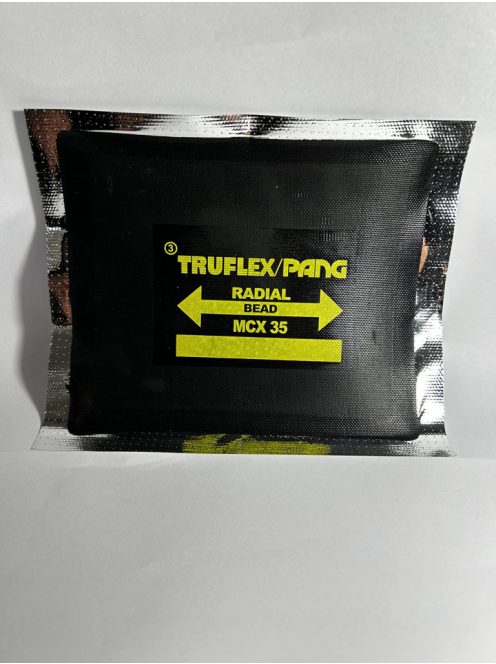 3
TRUFLEX/PANG
RADIAL
BEAD
MCX 35